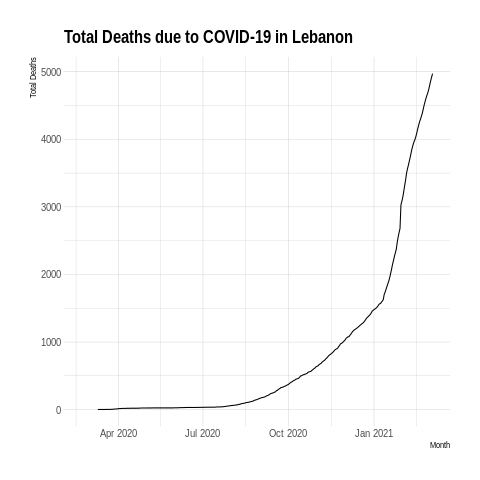 Total Deaths due to COVID-19 in Lebanon
Total Deaths
5000
4000
3000
2000
1000
0
Apr 2020 Jul 2020 Oct 2020 Jan 2021
Month